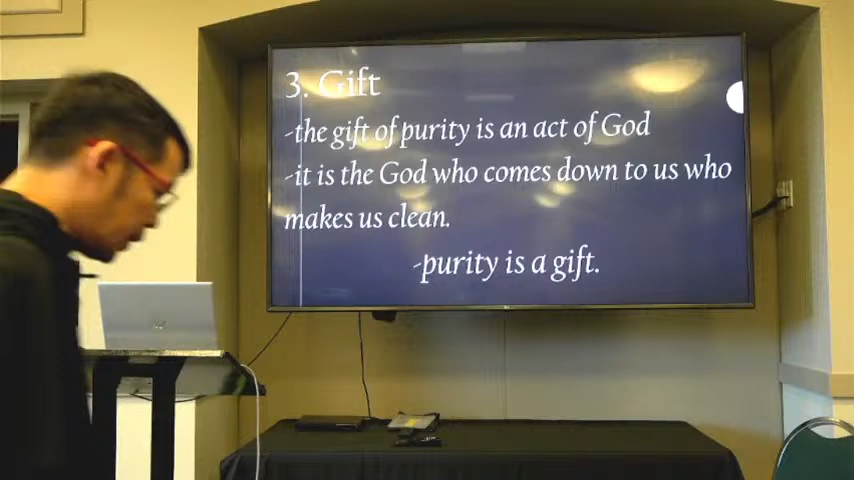 3. Gift
-the gift of purity is an act of God
-it is the God who comes down to us who
makes us clean.
-purity is a gift.